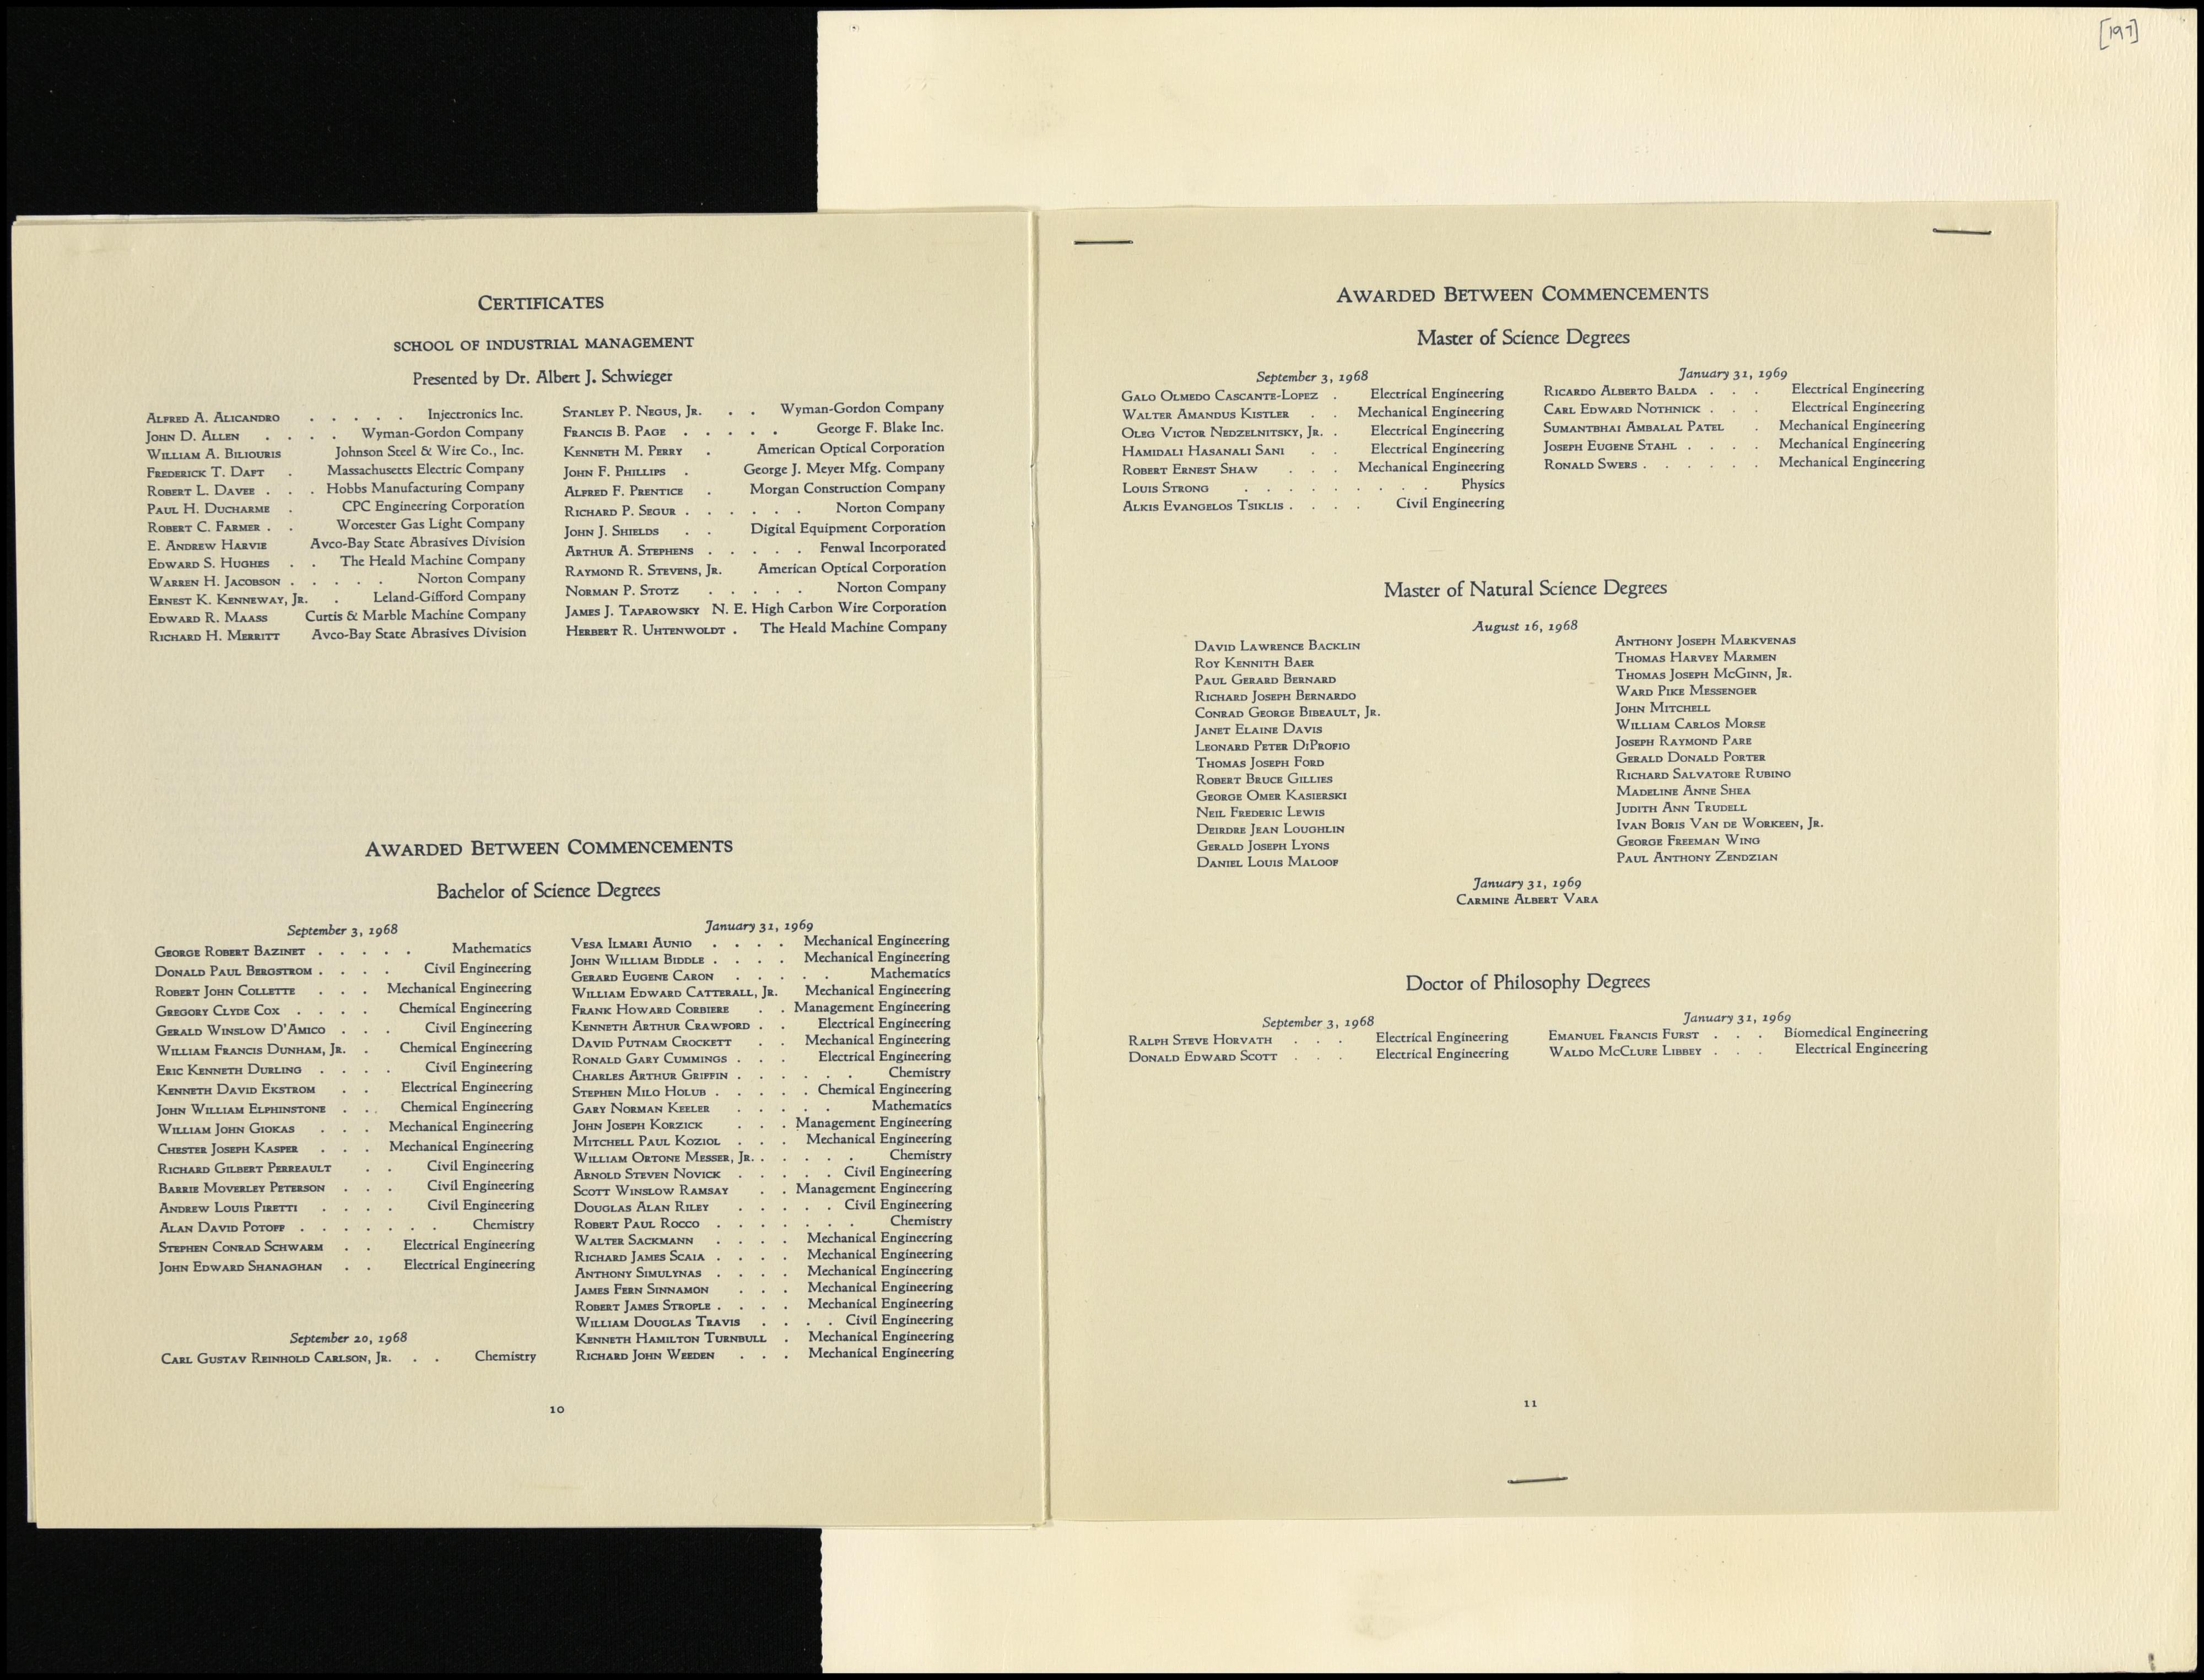 [197]
CERTIFICATES
SCHOOL OF INDUSTRIAL MANAGEMENT
Presented by Dr. Albert J. Schwieger
ALFRED A. ALICANDRO . . . . . Injectronics Inc.
JOHN D. ALLEN . . . . Wyman-Gordon Company
WILLIAM A. BILIOURIS Johnson Steel & Wire Co., Inc.
FREDERICK T. DAFT . Massachusetts Electric Company
ROBERT L. DAVEE . . . Hobbs Manufacturing Company
PAUL H. DUCHARME . CPC Engineering Corporation
ROBERT C. FARMER . . Worcester Gas Light Company
E. ANDREW HARVIE Avco-Bay State Abrasives Division
EDWARD S. HUGHES . . The Heald Machine Company
WARREN H. JACOBSON . . . . . Norton Company
ERNEST K. KENNEWAY, JR. . Leland-Gifford Company
EDWARD R. MAASS Curtis & Marble Machine Company
RICHARD H. MERRITT Avco-Bay State Abrasives Division
STANLEY P. NEGUS, JR. . . Wyman-Gordon Company
FRANCIS B. PAGE . . . . . George F. Blake Inc.
KENNETH M. PERRY . American Optical Corporation
JOHN F. PHILLIPS . George J. Meyer Mfg. Company
ALFRED F. PRENTICE . Morgan Construction Company
RICHARD P. SEGUR . . . . . . Norton Company
JOHN J. SHIELDS . . Digital Equipment Corporation
ARTHUR A. STEPHENS . . . . . Fenwal Incorporated
RAYMOND R. STEVENS, JR. American Optical Corporation
NORMAN P. STOTZ . . . . . Norton Company
JAMES J. TAPAROWSKY N. E. High Carbon Wire Corporation
HERBERT R. UHTENWOLDT . The Heald Machine Company
AWARDED BETWEEN COMMENCEMENTS
Bachelor of Science Degrees
September 3, 1968
GEORGE ROBERT BAZINET . . . . . Mathematics
DONALD PAUL BERGSTROM . . . . Civil Engineering
ROBERT JOHN COLLETTE . . . Mechanical Engineering
GREGORY CLYDE COX . . . . Chemical Engineering
GERALD WINSLOW D'AMICO . . . Civil Engineering
WILLIAM FRANCIS DUNHAM, JR. . Chemical Engineering
ERIC KENNETH DURLING . . . . Civil Engineering
KENNETH DAVID EKSTROM . . Electrical Engineering
JOHN WILLIAM ELPHINSTONE . . Chemical Engineering
WILLIAM JOHN GIOKAS . . . Mechanical Engineering
CHESTER JOSEPH KASPER . . . Mechanical Engineering
RICHARD GILBERT PERREAULT . . Civil Engineering
BARRIE MOVERLEY PETERSON . . . Civil Engineering
ANDREW LOUIS PIRETTI . . . . Civil Engineering
ALAN DAVID POTOFF . . . . . . . Chemistry
STEPHEN CONRAD SCHWARM . . Electrical Engineering
JOHN EDWARD SHANAGHAN . . Electrical Engineering
September 20, 1968
CARL GUSTAV REINHOLD CARLSON, JR. . . Chemistry
January 31, 1969
VESA ILMARI AUNIO . . . . Mechanical Engineering
JOHN WILLIAM BIDDLE . . . . Mechanical Engineering
GERARD EUGENE CARON . . . . . Mathematics
WILLIAM EDWARD CATTERALL, JR. Mechanical Engineering
FRANK HOWARD CORBIERE . . Management Engineering
KENNETH ARTHUR CRAWFORD . . Electrical Engineering
DAVID PUTNAM CROCKETT . . Mechanical Engineering
RONALD GARY CUMMINGS . . . Electrical Engineering
CHARLES ARTHUR GRIFFIN . . . . . . Chemistry
STEPHEN MILO HOLUB . . . . . Chemical Engineering
GARY NORMAN KEELER . . . . . Mathematics
JOHN JOSEPH KORZICK . . . Management Engineering
MITCHELL PAUL KOZIOL . . . Mechanical Engineering
WILLIAM ORTONE MESSER, JR. . . . . . Chemistry
ARNOLD STEVEN NOVICK . . . . . Civil Engineering
SCOTT WINSLOW RAMSAY . . Management Engineering
DOUGLAS ALAN RILEY . . . . . Civil Engineering
ROBERT PAUL ROCCO . . . . . . . Chemistry
WALTER SACKMANN . . . . Mechanical Engineering
RICHARD JAMES SCAIA . . . . Mechanical Engineering
ANTHONY SIMULYNAS . . . . Mechanical Engineering
JAMES FERN SINNAMON . . . Mechanical Engineering
ROBERT JAMES STROPLE . . . . Mechanical Engineering
WILLIAM DOUGLAS TRAVIS . . . . Civil Engineering
KENNETH HAMILTON TURNBULL . Mechanical Engineering
RICHARD JOHN WEEDEN . . . Mechanical Engineering
10
AWARDED BETWEEN COMMENCEMENTS
Master of Science Degrees
September 3, 1968
GALO OLMEDO CASCANTE-LOPEZ . Electrical Engineering
WALTER AMANDUS KISTLER . . Mechanical Engineering
OLEG VICTOR NEDZELNITSKY, JR. . Electrical Engineering
HAMIDALI HASANALI SANI . . Electrical Engineering
ROBERT ERNEST SHAW . . . Mechanical Engineering
LOUIS STRONG . . . . . . . . . Physics
ALKIS EVANGELOS TSIKLIS . . . . Civil Engineering
January 31, 1969
RICARDO ALBERTO BALDA . . . Electrical Engineering
CARL EDWARD NOTHNICK . . . Electrical Engineering
SUMANTBHAI AMBALAL PATEL . Mechanical Engineering
JOSEPH EUGENE STAHL . . . . Mechanical Engineering
RONALD SWERS . . . . . . Mechanical Engineering
Master of Natural Science Degrees
August 16, 1968
DAVID LAWRENCE BACKLIN
ROY KENNITH BAER
PAUL GERARD BERNARD
RICHARD JOSEPH BERNARDO
CONRAD GEORGE BIBEAULT, JR.
JANET ELAINE DAVIS
LEONARD PETER DIPROFIO
THOMAS JOSEPH FORD
ROBERT BRUCE GILLIES
GEORGE OMER KASIERSKI
NEIL FREDERIC LEWIS
DEIRDRE JEAN LOUGHLIN
GERALD JOSEPH LYONS
DANIEL LOUIS MALOOF
ANTHONY JOSEPH MARKVENAS
THOMAS HARVEY MARMEN
THOMAS JOSEPH MCGINN, JR.
WARD PIKE MESSENGER
JOHN MITCHELL
WILLIAM CARLOS MORSE
JOSEPH RAYMOND PARE
GERALD DONALD PORTER
RICHARD SALVATORE RUBINO
MADELINE ANNE SHEA
JUDITH ANN TRUDELL
IVAN BORIS VAN DE WORKEEN, JR.
GEORGE FREEMAN WING
PAUL ANTHONY ZENDZIAN
January 31, 1969
CARMINE ALBERT VARA
Doctor of Philosophy Degrees
September 3, 1968
RALPH STEVE HORVATH . . . Electrical Engineering
DONALD EDWARD SCOTT . . . Electrical Engineering
January 31, 1969
EMANUEL FRANCIS FURST . . . Biomedical Engineering
WALDO MCCLURE LIBBEY . . . Electrical Engineering
11